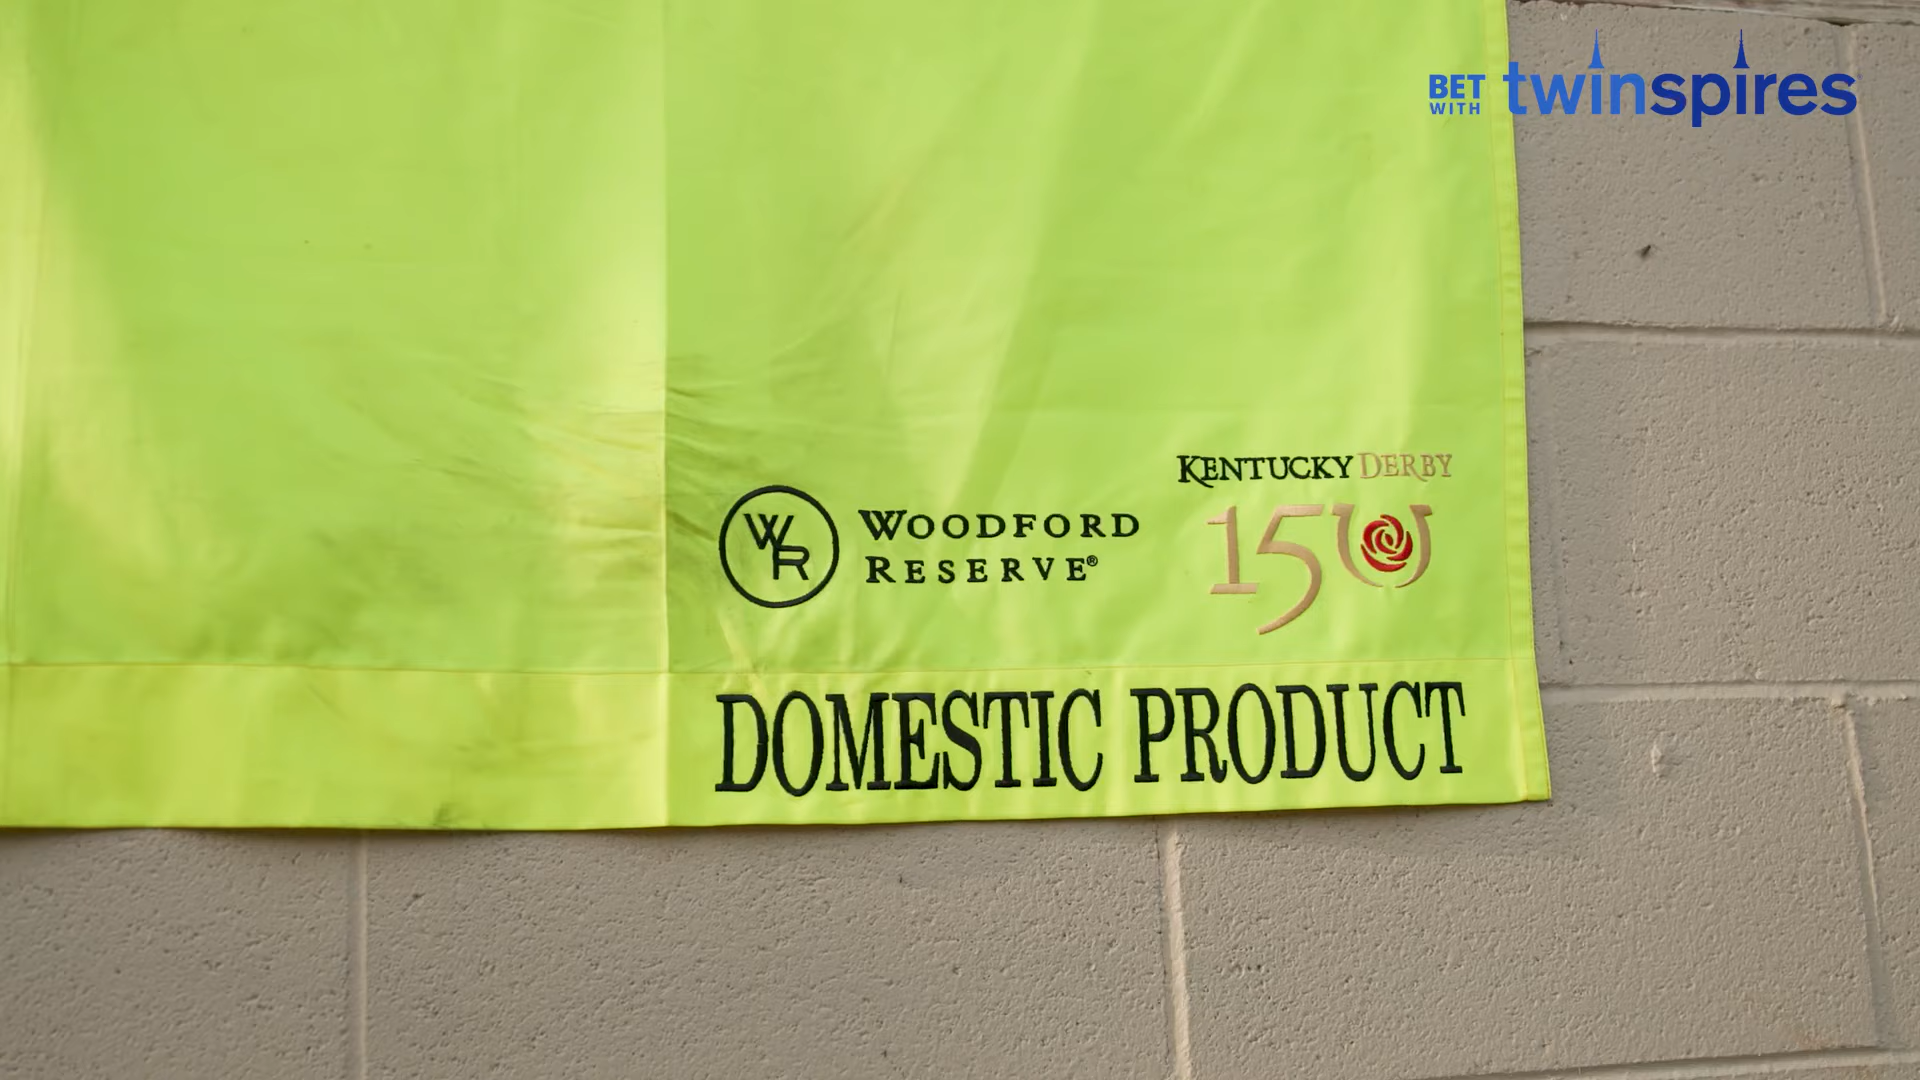 BET WITH twinspires
KENTUCKY DERBY
150
WR WOODFORD RESERVE®
DOMESTIC PRODUCT